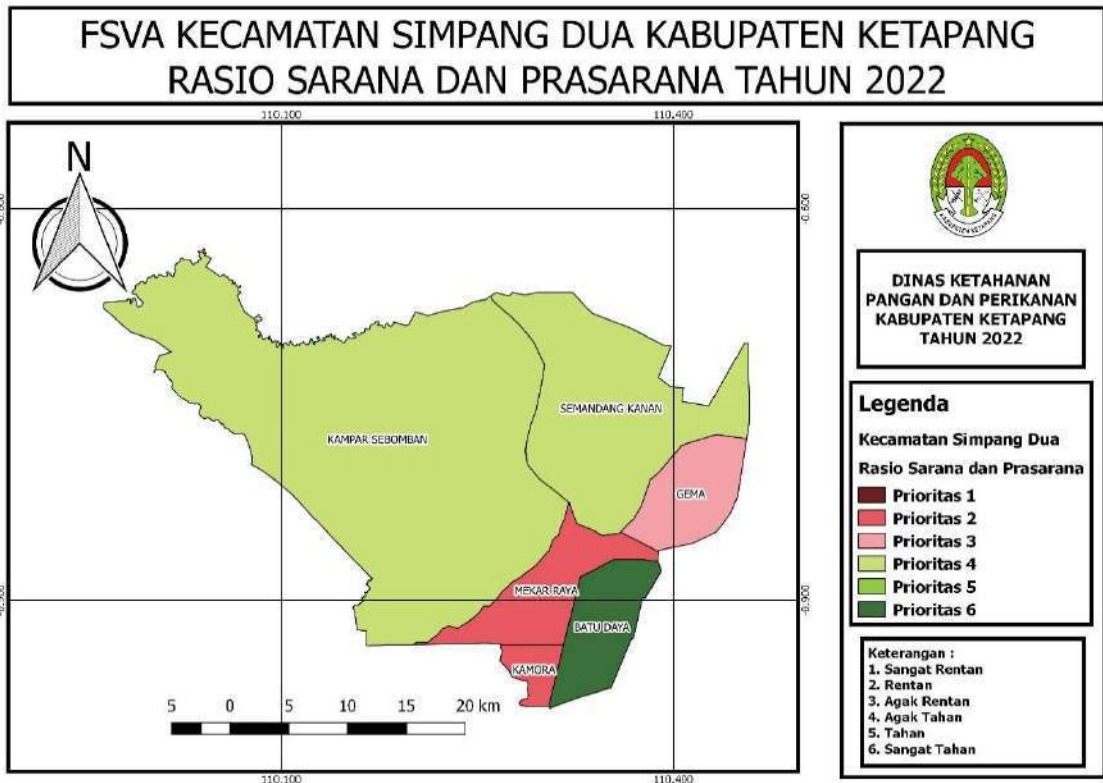 FSVA KECAMATAN SIMPANG DUA KABUPATEN KETAPANG
RASIO SARANA DAN PRASARANA TAHUN 2022
110.100
110.400
N
-0.600
-0.600
KABUPATEN KETAPANG
DINAS KETAHANAN
PANGAN DAN PERIKANAN
KABUPATEN KETAPANG
TAHUN 2022
SEMANDANG KANAN
KAMPAR SEBOMBAN
GEMA
MEKAR RAYA
BATU DAYA
KAMORA
-0.900
-0.900
Legenda
Kecamatan Simpang Dua
Rasio Sarana dan Prasarana
Prioritas 1
Prioritas 2
Prioritas 3
Prioritas 4
Prioritas 5
Prioritas 6
Keterangan :
1. Sangat Rentan
2. Rentan
3. Agak Rentan
4. Agak Tahan
5. Tahan
6. Sangat Tahan
5 0 5 10 15 20 km
110.100
110.400